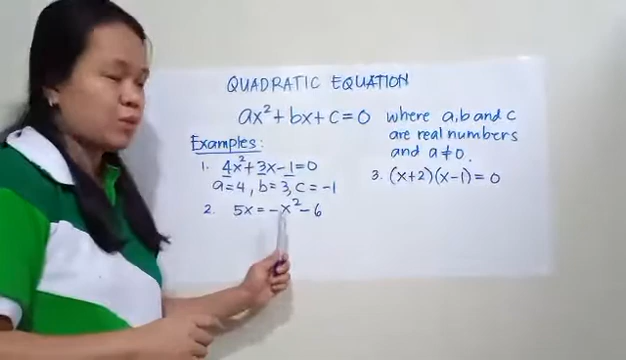 QUADRATIC EQUATION
ax²+bx+c=0 where a,b and c
are real numbers
and a≠0.
Examples:
1. 4x²+3x-1=0
a=4, b=3, c=-1
2. 5x=-x²-6
3. (x+2)(x-1)=0